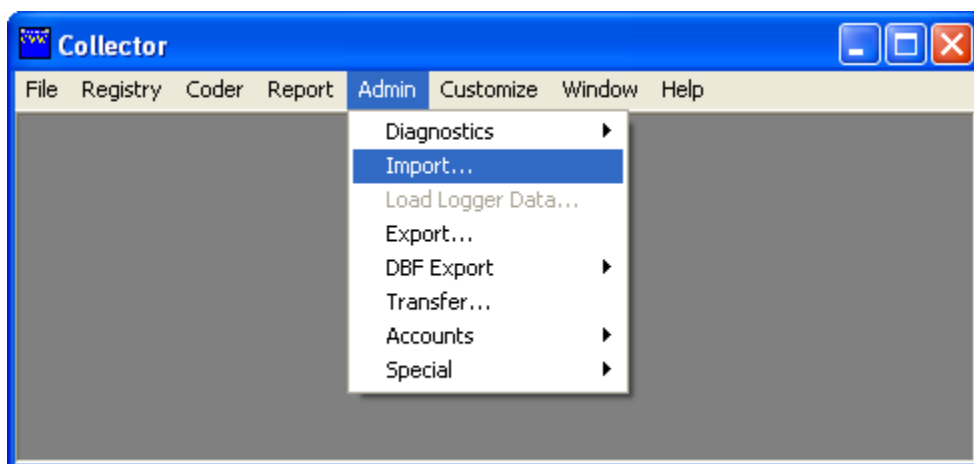 Collector
File Registry Coder Report Admin Customize Window Help
Diagnostics
Import...
Load Logger Data...
Export...
DBF Export
Transfer...
Accounts
Special